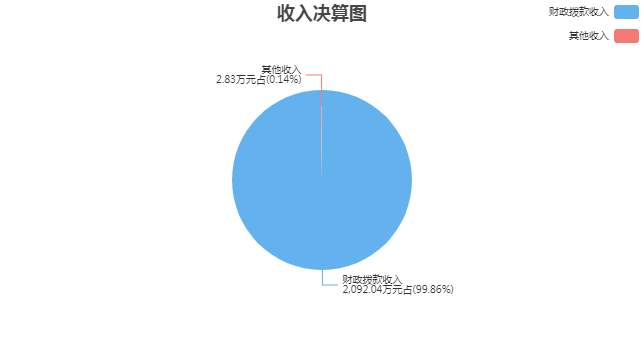 收入决算图
财政拨款收入
其他收入
其他收入
2.83万元占(0.14%)
财政拨款收入
2,092.04万元占(99.86%)